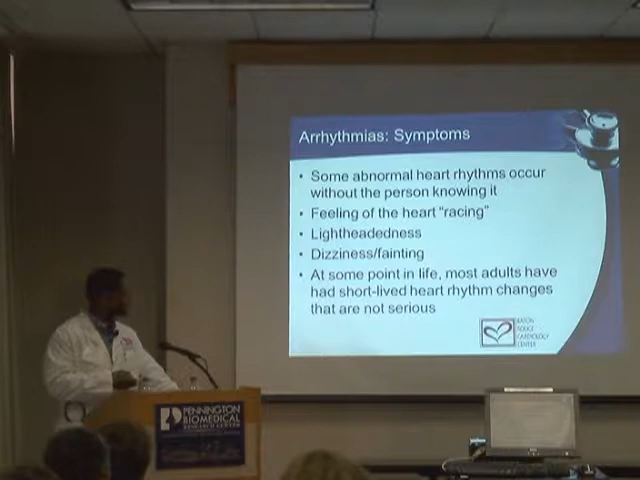 Arrhythmias: Symptoms
• Some abnormal heart rhythms occur
without the person knowing it
• Feeling of the heart “racing”
• Lightheadedness
• Dizziness/fainting
• At some point in life, most adults have
had short-lived heart rhythm changes
that are not serious
BATON
ROUGE
CARDIOLOGY
CENTER
PENNINGTON
BIOMEDICAL
RESEARCH CENTER